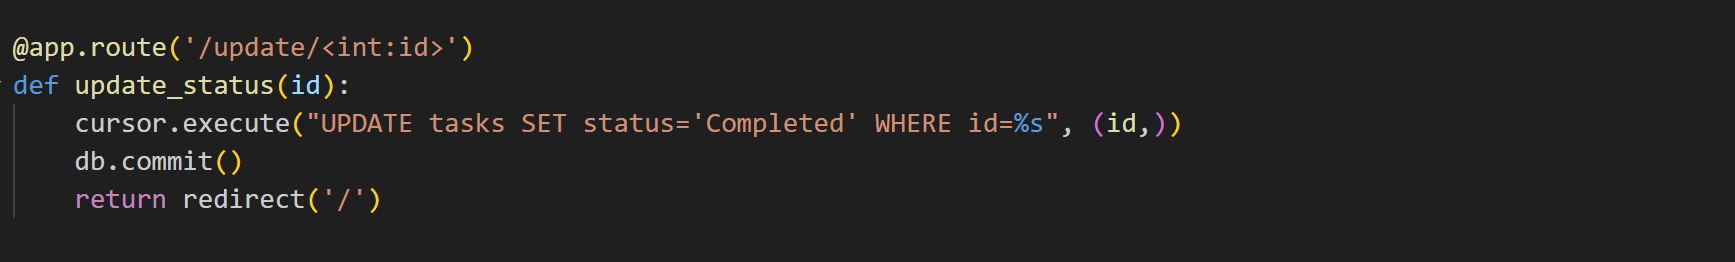 @app.route('/update/<int:id>')
def update_status(id):
    cursor.execute("UPDATE tasks SET status='Completed' WHERE id=%s", (id,))
    db.commit()
    return redirect('/')